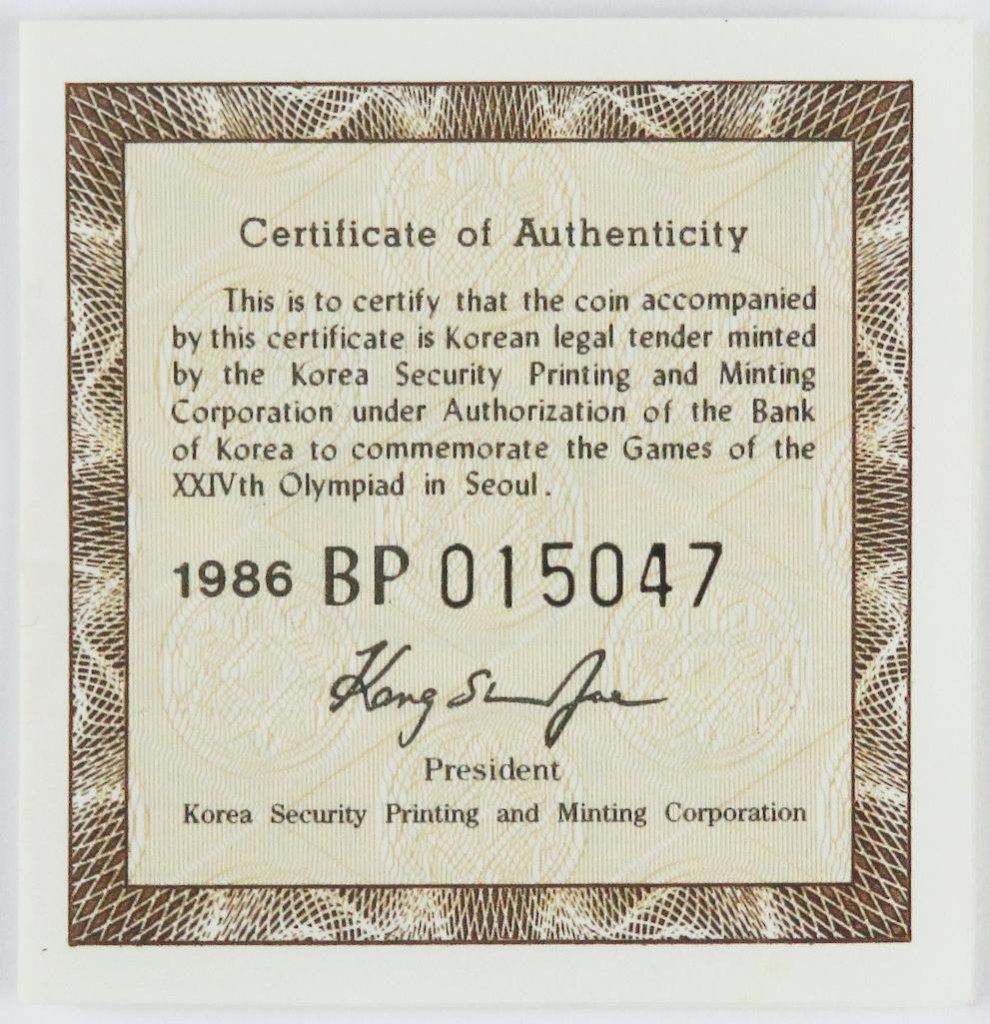 Certificate of Authenticity
This is to certify that the coin accompanied
by this certificate is Korean legal tender minted
by the Korea Security Printing and Minting
Corporation under Authorization of the Bank
of Korea to commemorate the Games of the
XXIVth Olympiad in Seoul.
1986 BP 015047
President
Korea Security Printing and Minting Corporation